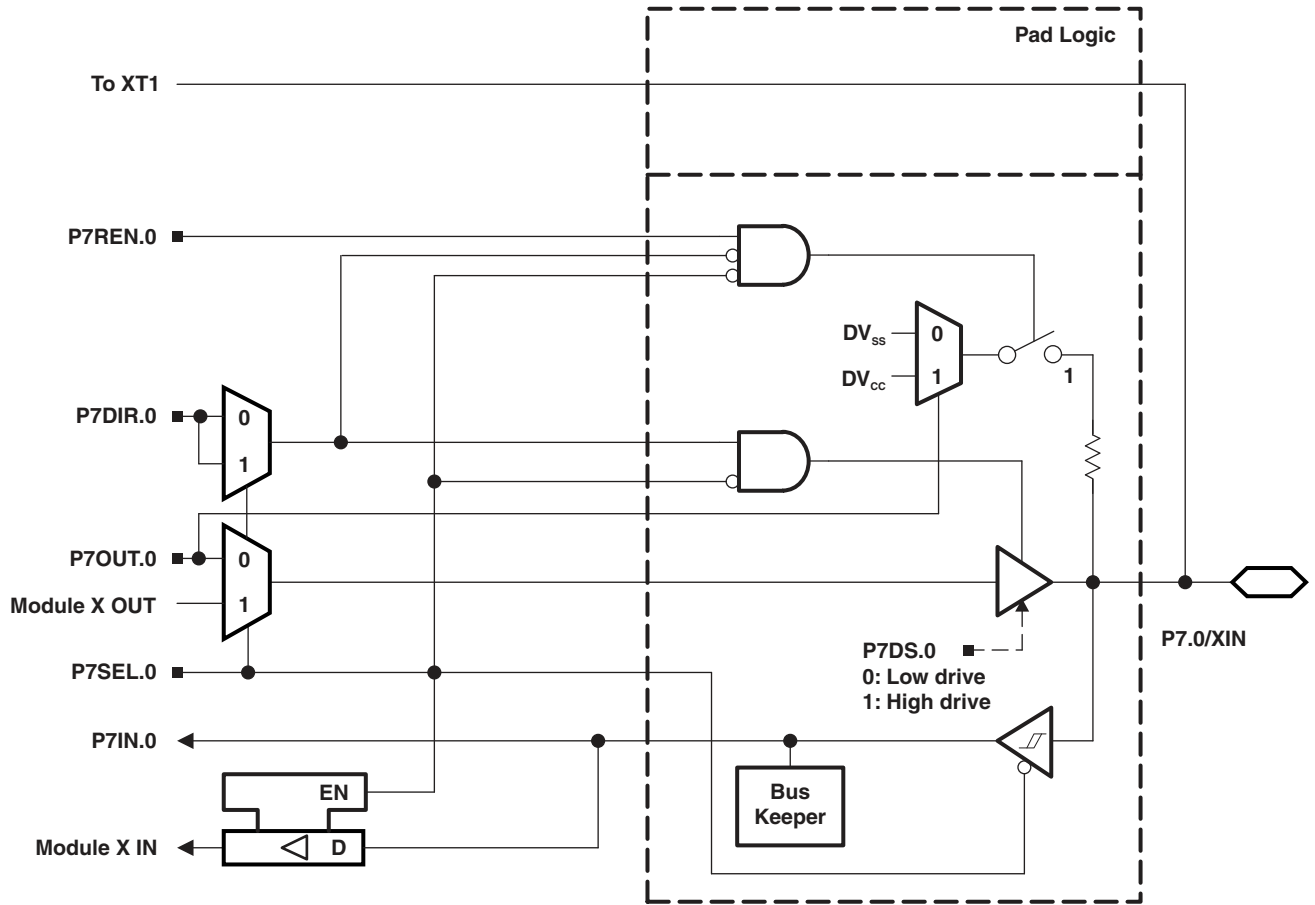 Pad Logic
To XT1
P7REN.0
DVss
0
DVcc
1
1
P7DIR.0
0
1
P7OUT.0
0
Module X OUT
1
P7.0/XIN
P7DS.0
0: Low drive
1: High drive
P7SEL.0
P7IN.0
EN
Bus
Keeper
Module X IN
D